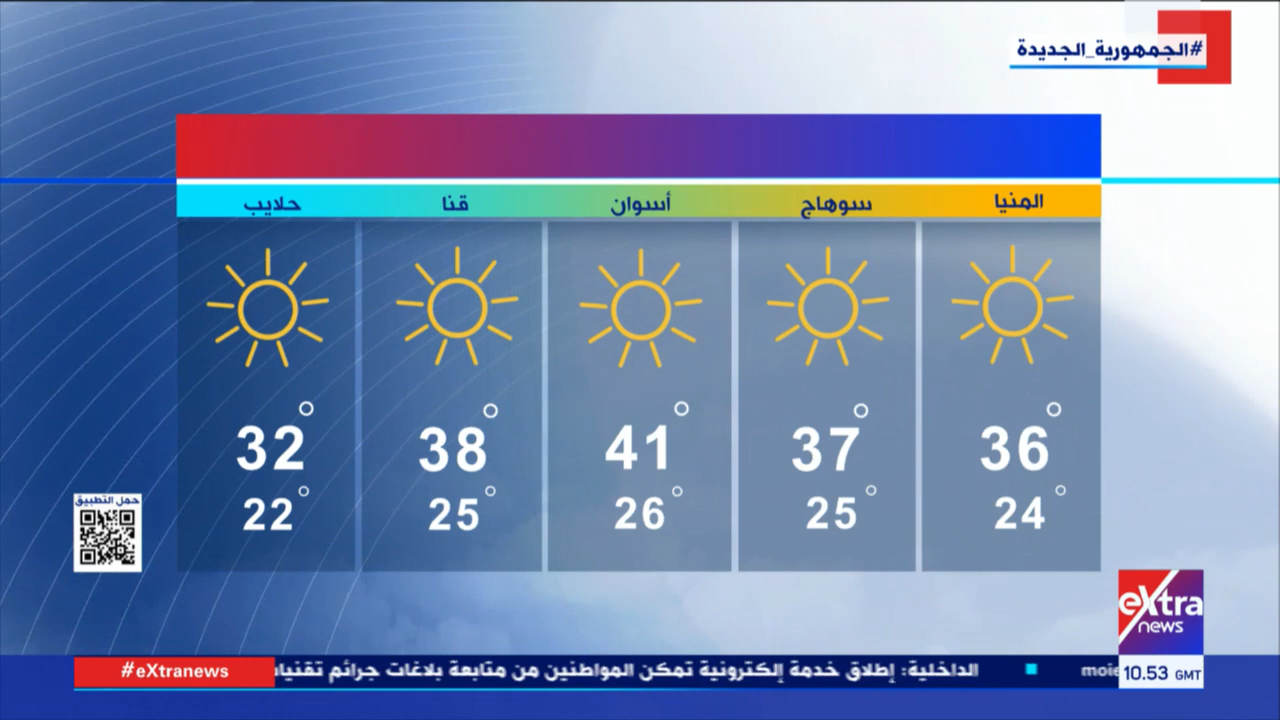 #الجمهورية_الجديدة
المنيا سوهاج أسوان قنا حلايب
36° 37° 41° 38° 32°
24° 25° 26° 25° 22°
حمل التطبيق
eXtra
news
#eXtranews
الداخلية: إطلاق خدمة إلكترونية تمكن المواطنين من متابعة بلاغات جرائم تقنيا
moie
10.53 GMT